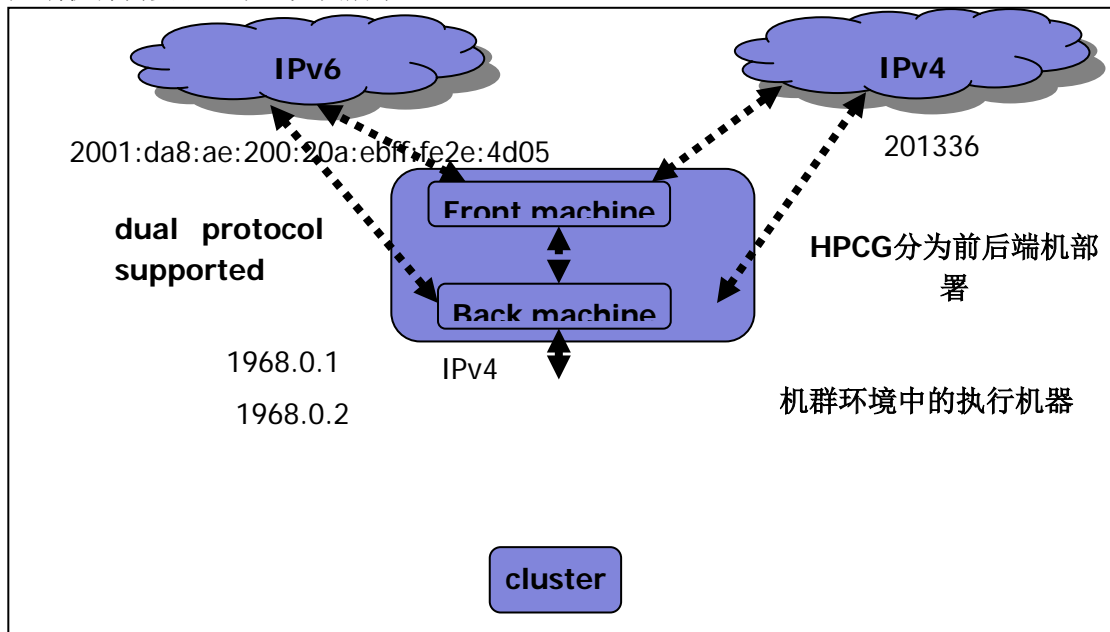 IPv6
IPv4
2001:da8:ae:200:20a:ebff:fe2e:4d05
201336
Front machine
dual protocol
supported
HPCG分为前后端机部
署
Back machine
1968.0.1
IPv4
1968.0.2
机群环境中的执行机器
cluster